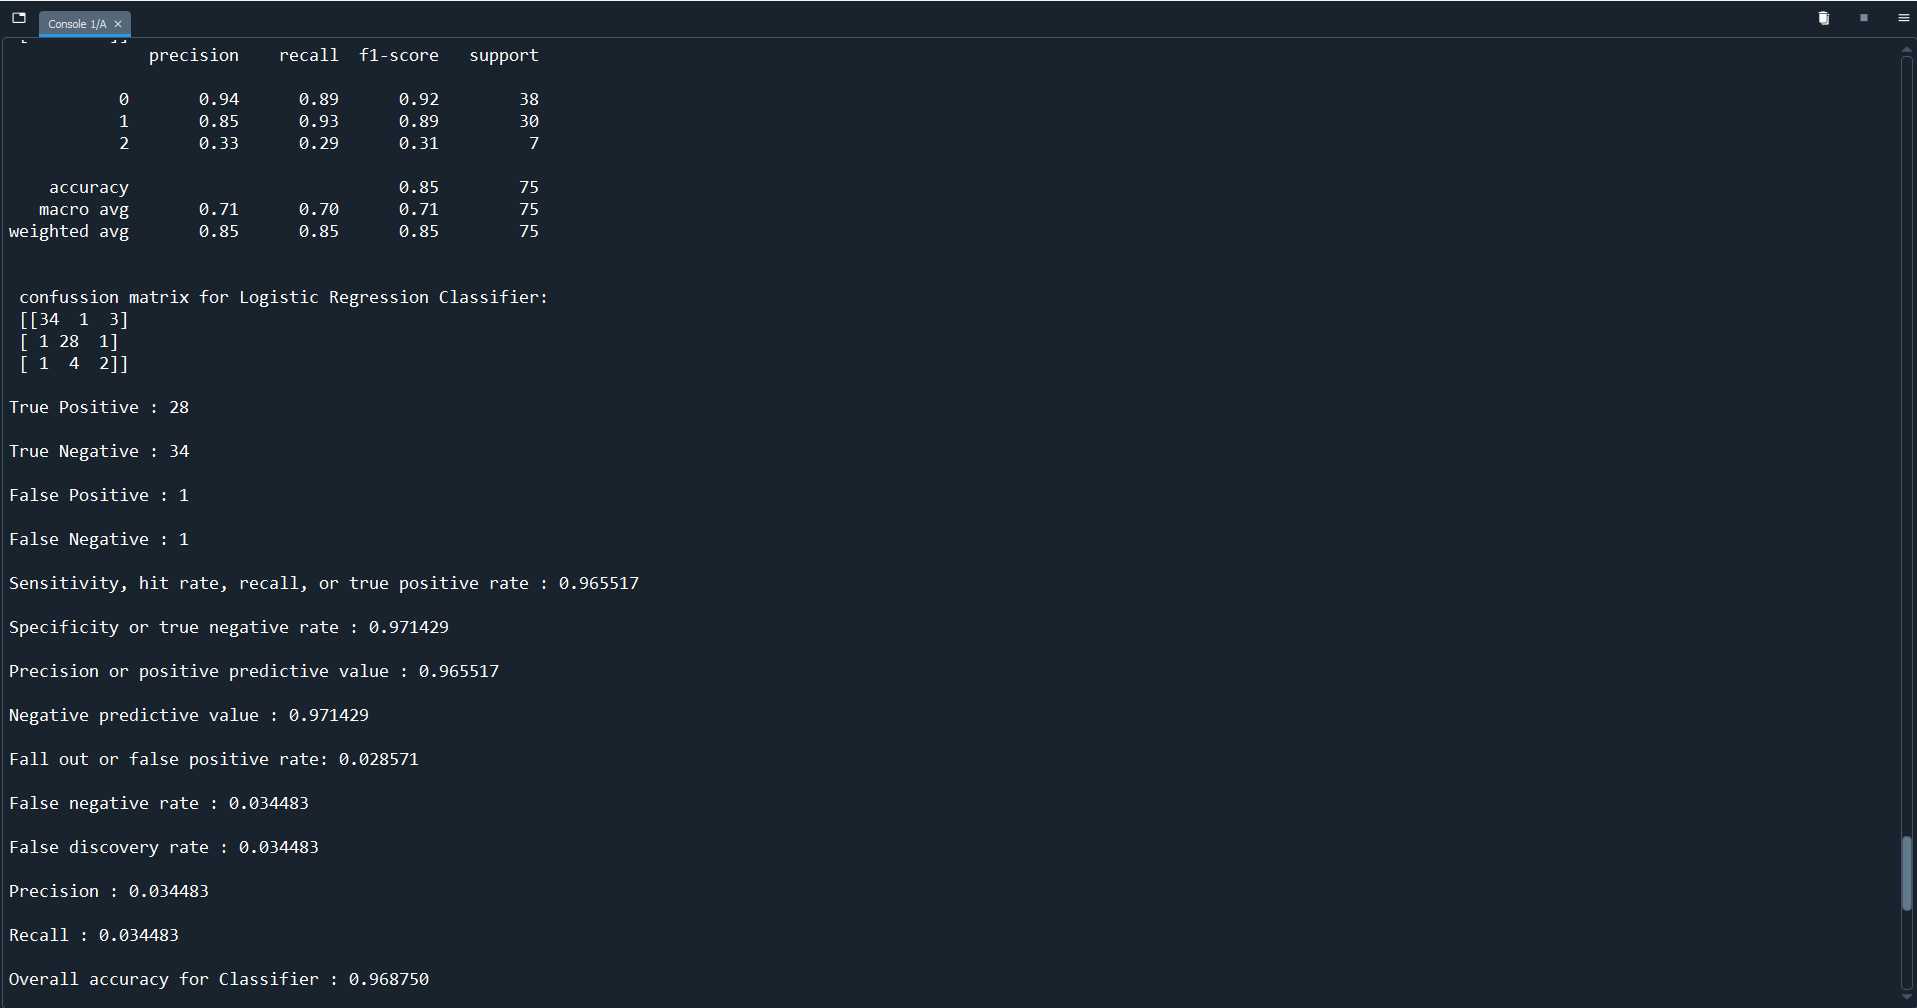 Console 1/A
precision recall f1-score support
0 0.94 0.89 0.92 38
1 0.85 0.93 0.89 30
2 0.33 0.29 0.31 7
accuracy 0.85 75
macro avg 0.71 0.70 0.71 75
weighted avg 0.85 0.85 0.85 75
confussion matrix for Logistic Regression Classifier:
[[34 1 3]
[ 1 28 1]
[ 1 4 2]]
True Positive : 28
True Negative : 34
False Positive : 1
False Negative : 1
Sensitivity, hit rate, recall, or true positive rate : 0.965517
Specificity or true negative rate : 0.971429
Precision or positive predictive value : 0.965517
Negative predictive value : 0.971429
Fall out or false positive rate: 0.028571
False negative rate : 0.034483
False discovery rate : 0.034483
Precision : 0.034483
Recall : 0.034483
Overall accuracy for Classifier : 0.968750